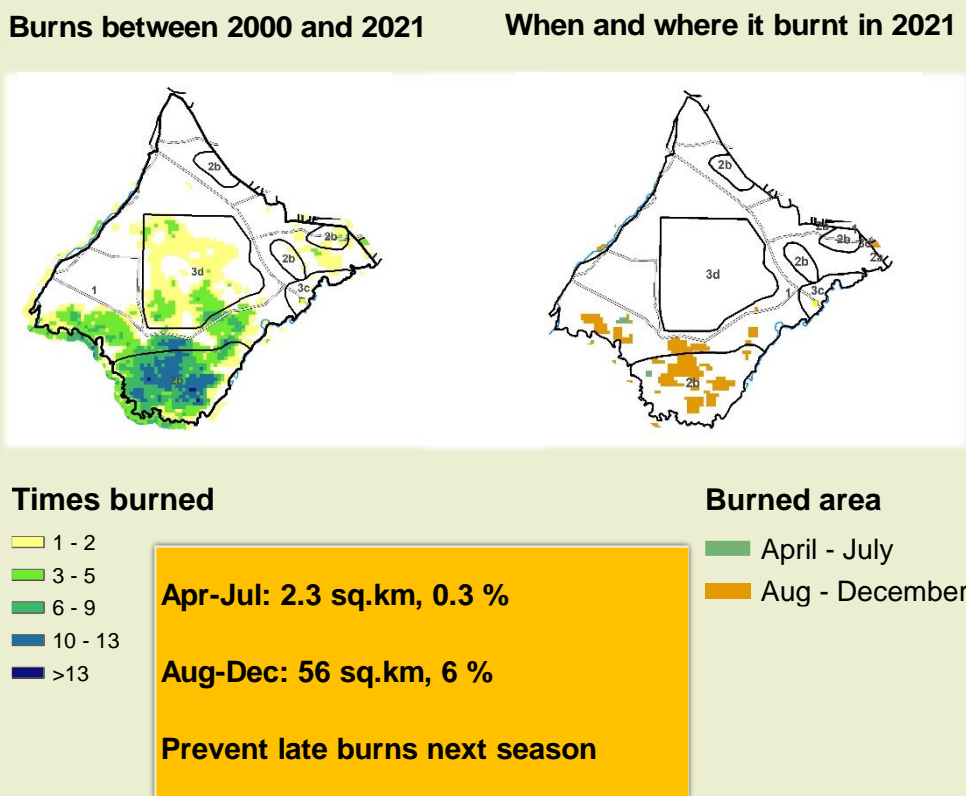 Burns between 2000 and 2021
When and where it burnt in 2021
2b
3d
2b
2b
3c
1
2b
2b
3d
2b
2b
2a
3c
1
2b
Times burned
1 - 2
3 - 5
6 - 9
10 - 13
>13
Apr-Jul: 2.3 sq.km, 0.3 %
Aug-Dec: 56 sq.km, 6 %
Prevent late burns next season
Burned area
April - July
Aug - December